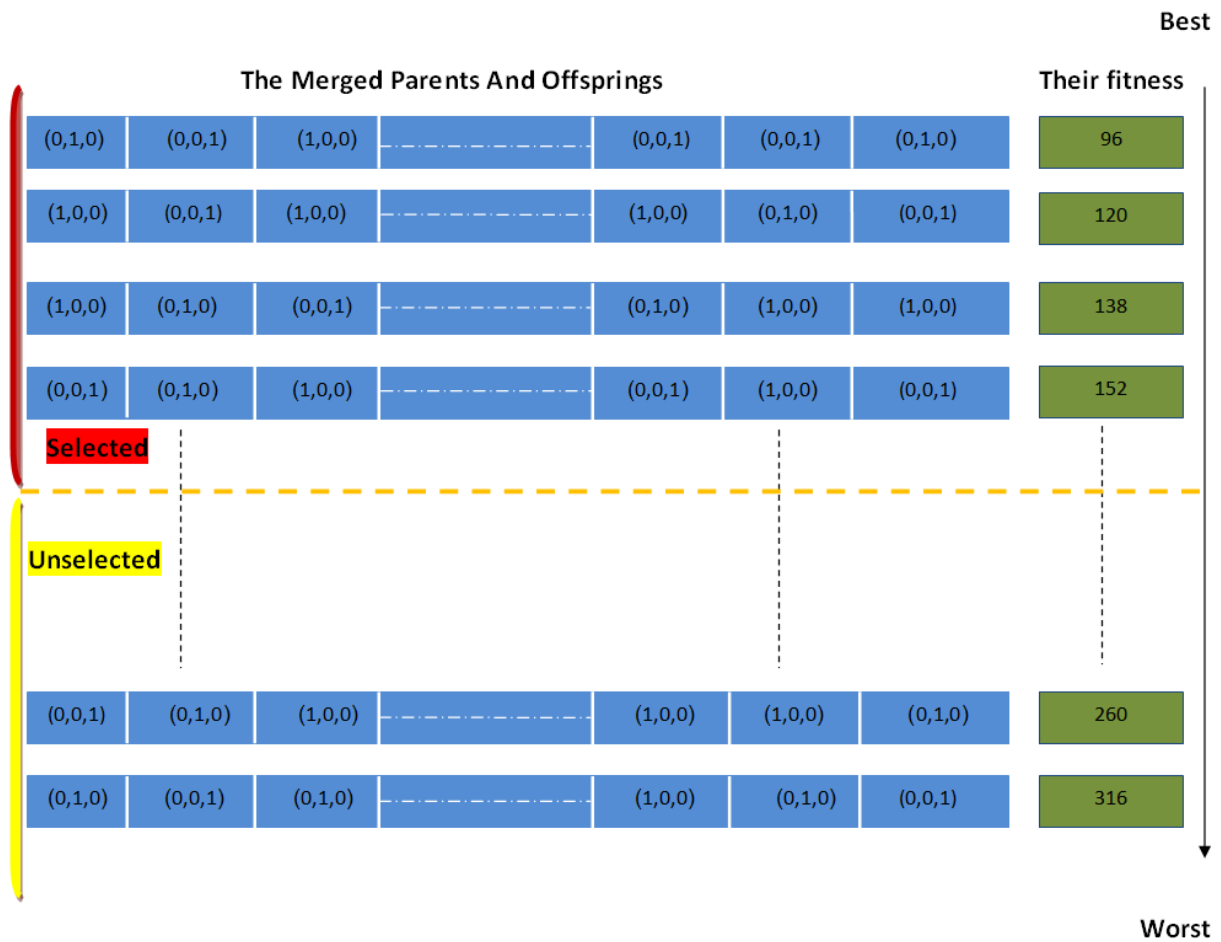 Best
The Merged Parents And Offsprings Their fitness
(0,1,0) (0,0,1) (1,0,0) (0,0,1) (0,0,1) (0,1,0) 96
(1,0,0) (0,0,1) (1,0,0) (1,0,0) (0,1,0) (0,0,1) 120
(1,0,0) (0,1,0) (0,0,1) (0,1,0) (1,0,0) (1,0,0) 138
(0,0,1) (0,1,0) (1,0,0) (0,0,1) (1,0,0) (0,0,1) 152
Selected
Unselected
(0,0,1) (0,1,0) (1,0,0) (1,0,0) (1,0,0) (0,1,0) 260
(0,1,0) (0,0,1) (0,1,0) (1,0,0) (0,1,0) (0,0,1) 316
Worst